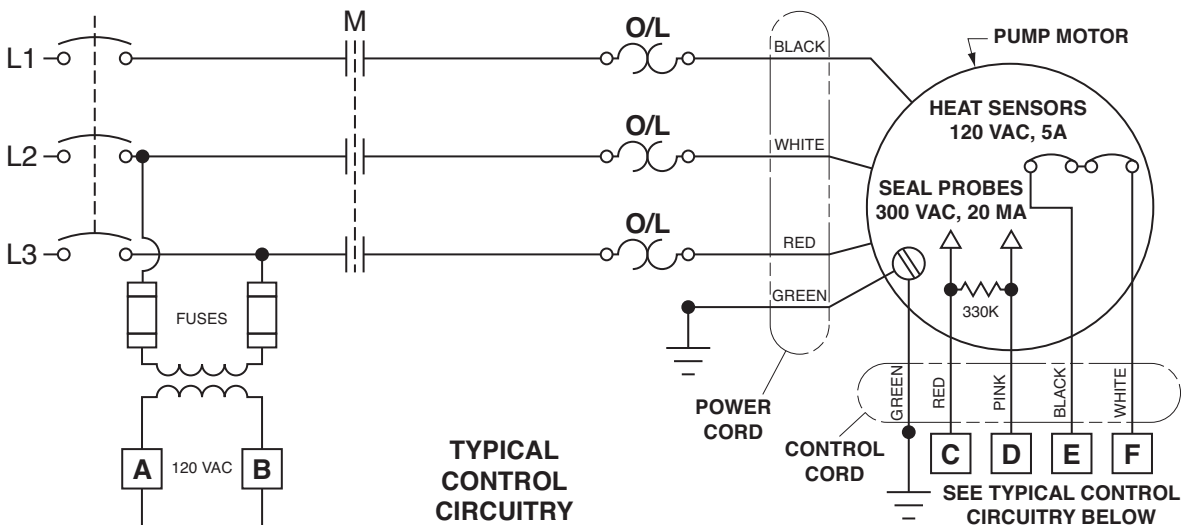 M
O/L
BLACK
PUMP MOTOR
L1
HEAT SENSORS
120 VAC, 5A
O/L
WHITE
L2
SEAL PROBES
300 VAC, 20 MA
O/L
RED
L3
GREEN
330K
FUSES
GREEN
RED
PINK
BLACK
WHITE
POWER
CORD
CONTROL
CORD
TYPICAL
CONTROL
CIRCUITRY
A
120 VAC
B
C
D
E
F
SEE TYPICAL CONTROL
CIRCUITRY BELOW